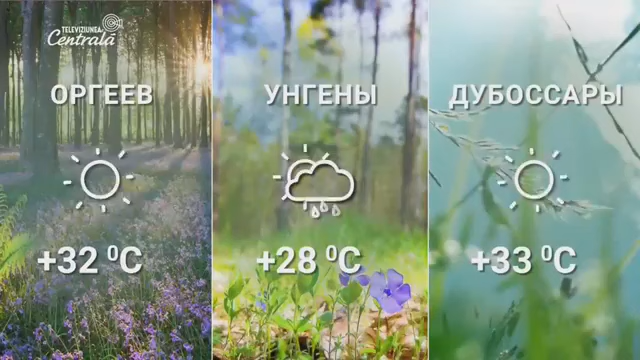 TELEVIZIUNEA
Centrală
ОРГЕЕВ
УНГЕНЫ
ДУБОССАРЫ
+32 ⁰C
+28 ⁰C
+33 ⁰C